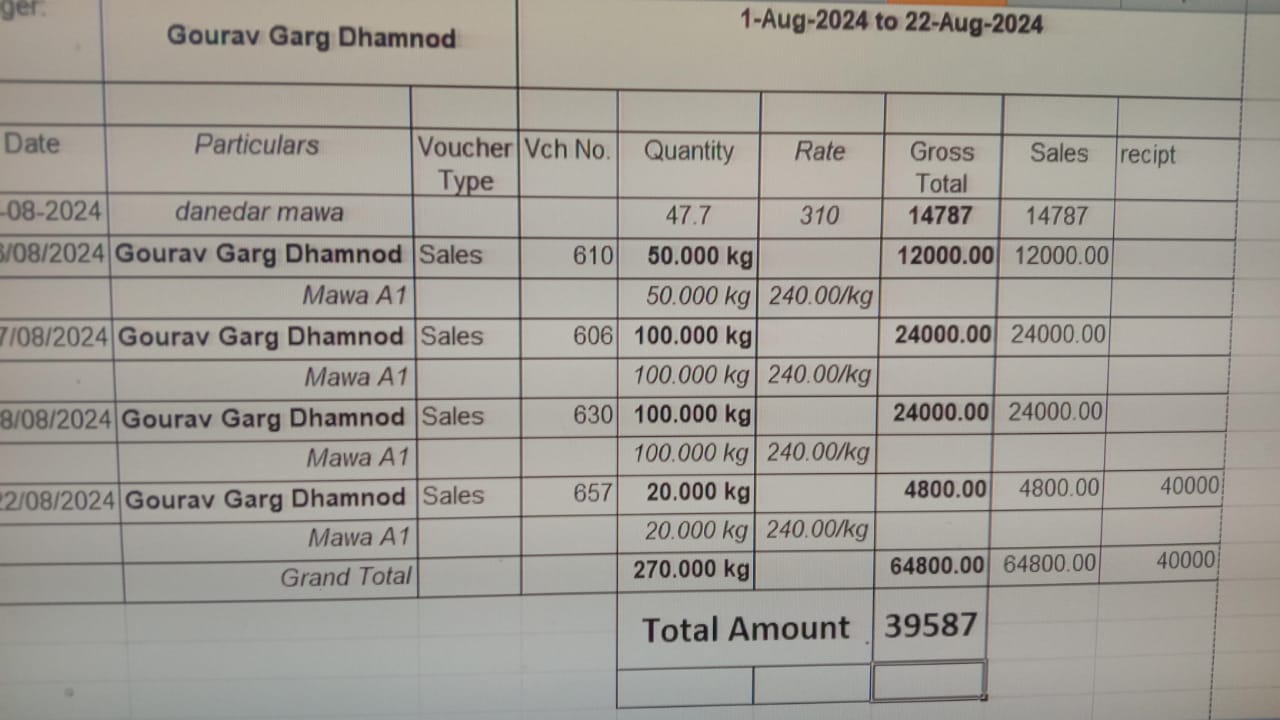 ger:
Gourav Garg Dhamnod 1-Aug-2024 to 22-Aug-2024
Date Particulars Voucher Type Vch No. Quantity Rate Gross Total Sales recipt
-08-2024 danedar mawa 47.7 310 14787 14787
/08/2024 Gourav Garg Dhamnod Sales 610 50.000 kg 12000.00 12000.00
Mawa A1 50.000 kg 240.00/kg
7/08/2024 Gourav Garg Dhamnod Sales 606 100.000 kg 24000.00 24000.00
Mawa A1 100.000 kg 240.00/kg
8/08/2024 Gourav Garg Dhamnod Sales 630 100.000 kg 24000.00 24000.00
Mawa A1 100.000 kg 240.00/kg
22/08/2024 Gourav Garg Dhamnod Sales 657 20.000 kg 4800.00 4800.00 40000
Mawa A1 20.000 kg 240.00/kg
Grand Total 270.000 kg 64800.00 64800.00 40000
Total Amount 39587